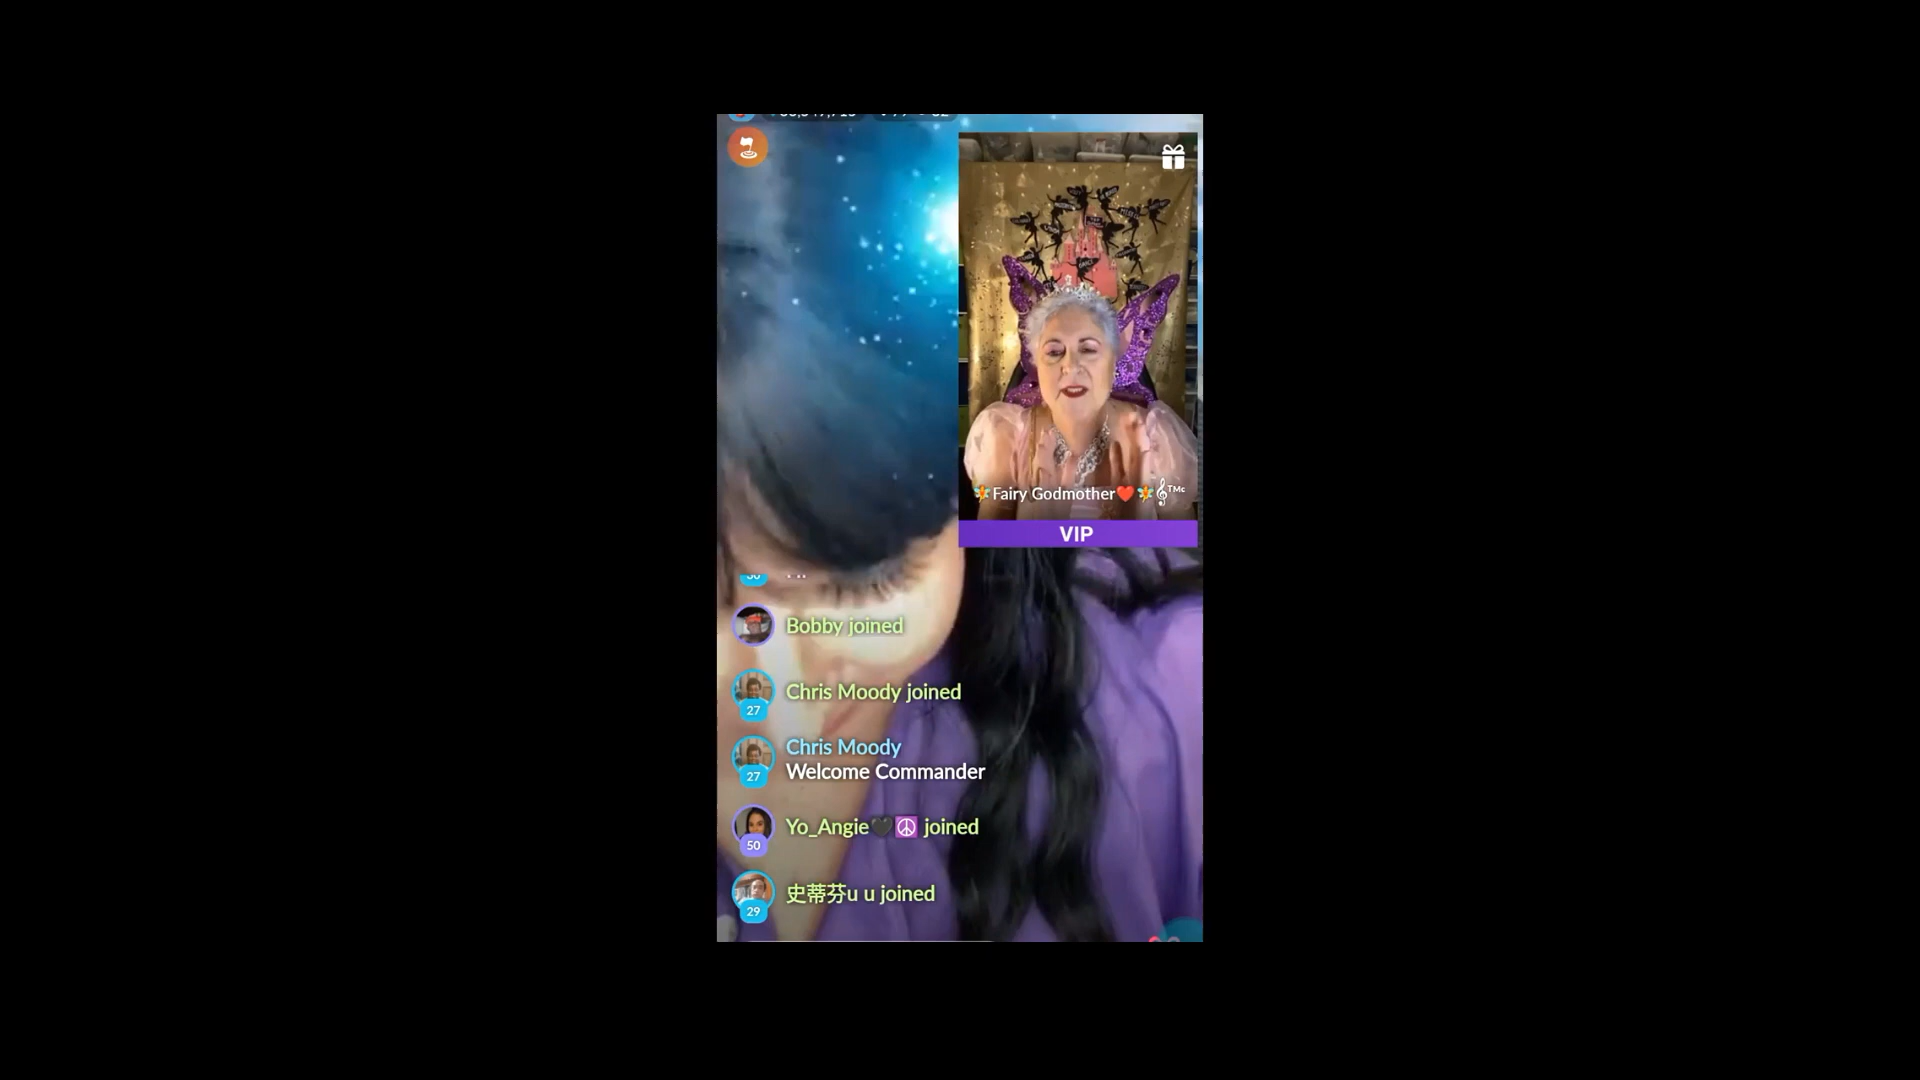 🧚Fairy Godmother❤️🧚𝄞™ᶜ
VIP
Bobby joined
27
Chris Moody joined
27
Chris Moody
Welcome Commander
50
Yo_Angie🖤☮️ joined
29
史蒂芬u u joined